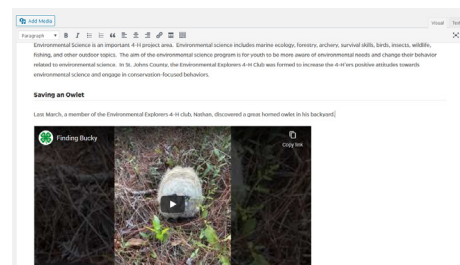 Add Media
Visual Text
Paragraph B I
Environmental Science is an important 4-H project area. Environmental science includes marine ecology, forestry, archery, survival skills, birds, insects, wildlife,
fishing, and other outdoor topics. The aim of the environmental science program is for youth to be more aware of environmental needs and change their behavior
related to environmental science. In St. Johns County, the Environmental Explorers 4-H Club was formed to increase the 4-H'ers positive attitudes towards
environmental science and engage in conservation-focused behaviors.
Saving an Owlet
Last March, a member of the Environmental Explorers 4-H club, Nathan, discovered a great horned owlet in his backyard.
Finding Bucky
Copy link